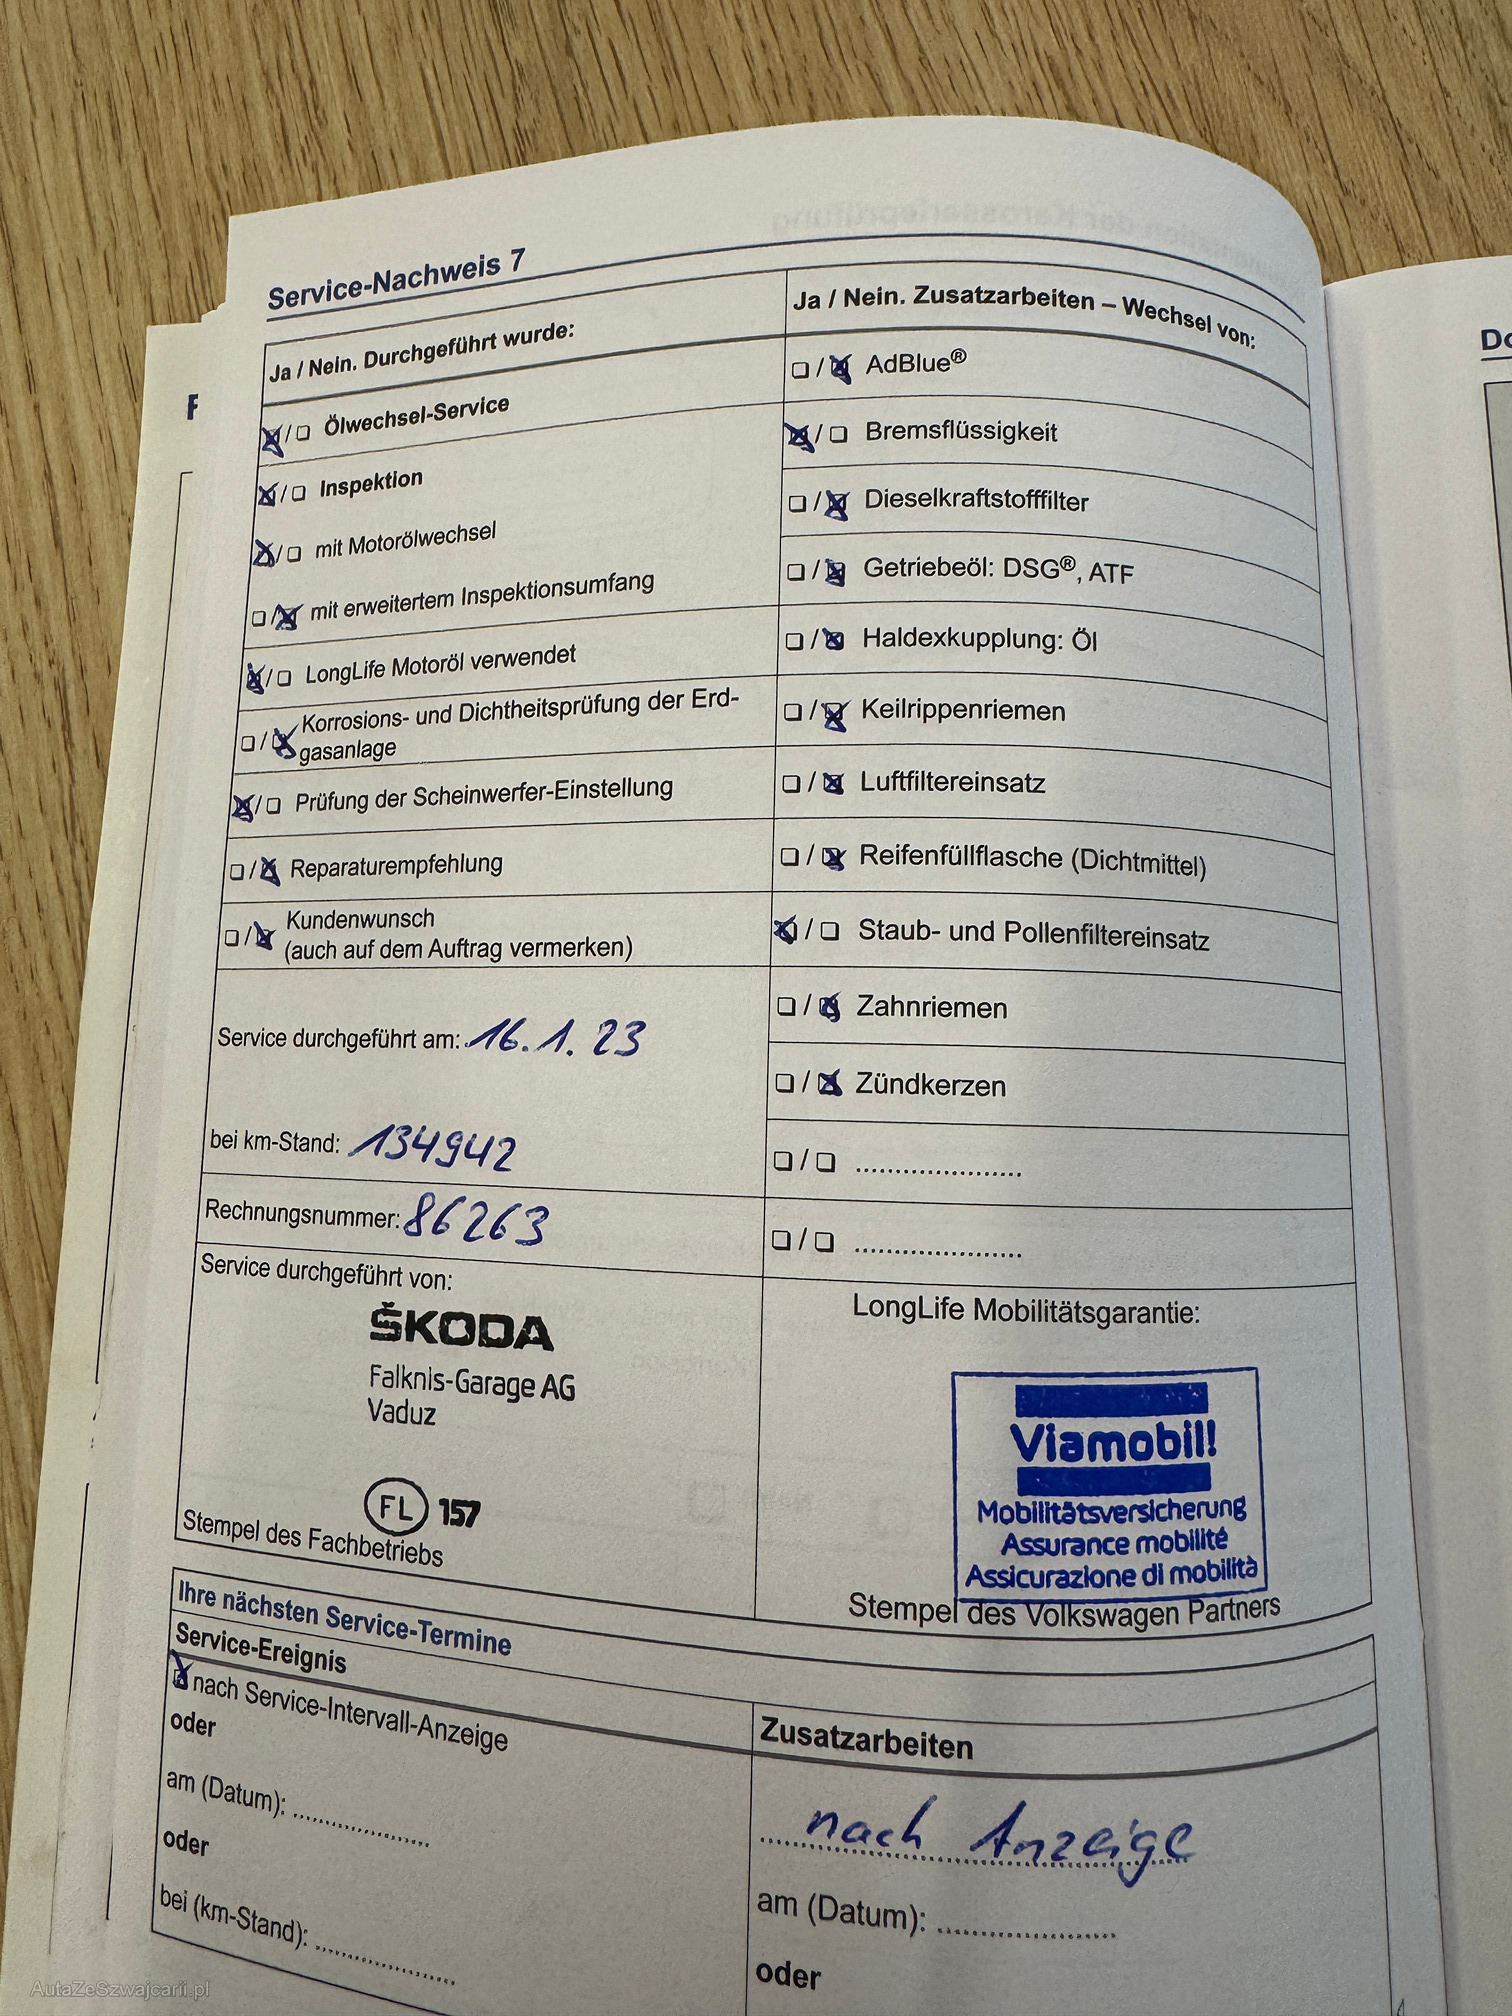 Service-Nachweis 7
Ja / Nein. Durchgeführt wurde:
☒/☐ Ölwechsel-Service
☒/☐ Inspektion
☒/☐ mit Motorölwechsel
☐/☒ mit erweitertem Inspektionsumfang
☒/☐ LongLife Motoröl verwendet
☐/☒ Korrosions- und Dichtheitsprüfung der Erd-
gasanlage
☒/☐ Prüfung der Scheinwerfer-Einstellung
☐/☒ Reparaturempfehlung
☐/☒ Kundenwunsch
(auch auf dem Auftrag vermerken)
Service durchgeführt am: 16.1.23
bei km-Stand: 134942
Rechnungsnummer: 86263
Service durchgeführt von:
ŠKODA
Falknis-Garage AG
Vaduz
FL 157
Stempel des Fachbetriebs
Ja / Nein. Zusatzarbeiten – Wechsel von:
☐/☒ AdBlue®
☒/☐ Bremsflüssigkeit
☐/☒ Dieselkraftstofffilter
☐/☒ Getriebeöl: DSG®, ATF
☐/☒ Haldexkupplung: Öl
☐/☒ Keilrippenriemen
☐/☒ Luftfiltereinsatz
☐/☒ Reifenfüllflasche (Dichtmittel)
☒/☐ Staub- und Pollenfiltereinsatz
☐/☒ Zahnriemen
☐/☒ Zündkerzen
☐/☐ .....................
☐/☐ .....................
LongLife Mobilitätsgarantie:
Viamobil!
Mobilitätsversicherung
Assurance mobilité
Assicurazione di mobilità
Stempel des Volkswagen Partners
Ihre nächsten Service-Termine
Service-Ereignis
☒ nach Service-Intervall-Anzeige
oder
am (Datum): .................
oder
bei (km-Stand): .................
Zusatzarbeiten
nach Anzeige
am (Datum): .....................
oder
F
Do
AutaZeSzwajcarii.pl